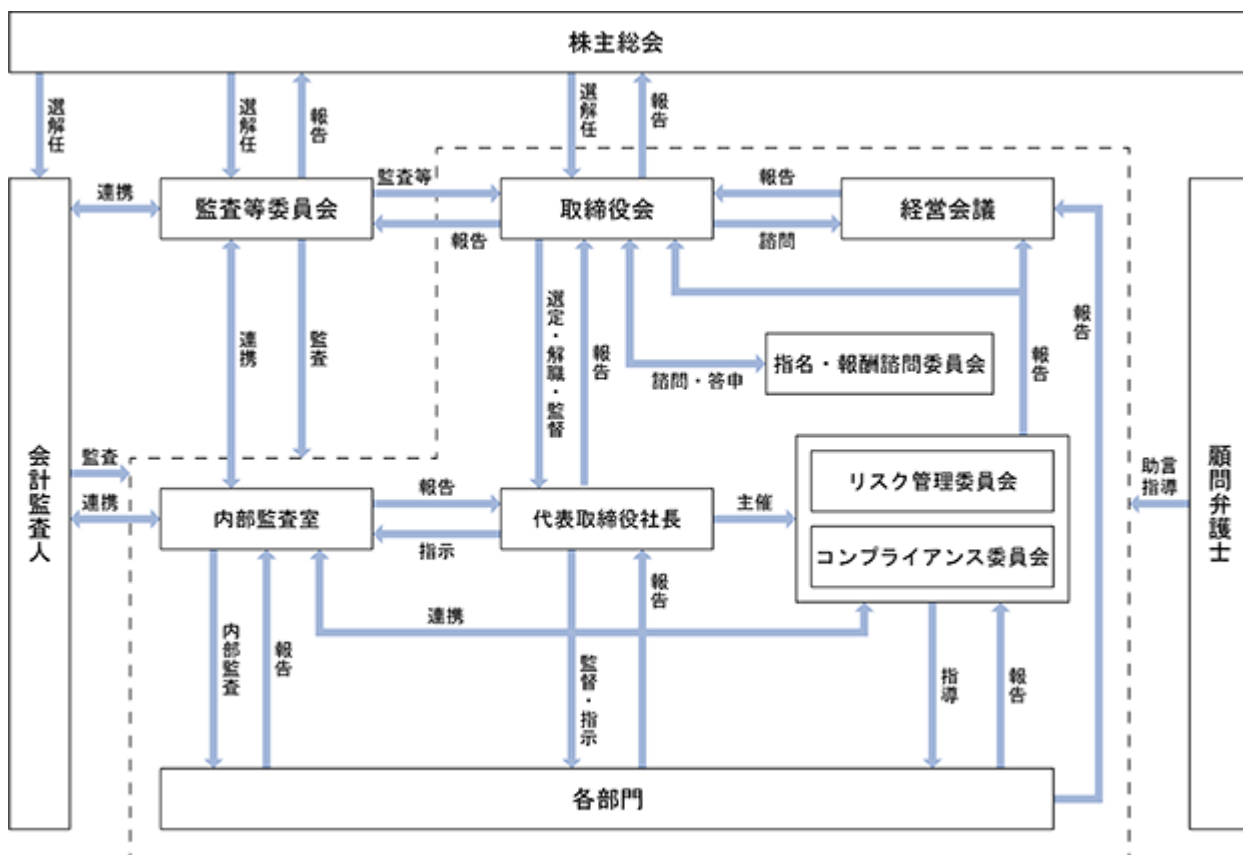 株主総会
選解任
選解任
報告
選解任
報告
連携
監査等委員会
監査等
報告
取締役会
報告
諮問
経営会議
連携
監査
選定・解職・監督
報告
諮問・答申
指名・報酬諮問委員会
報告
報告
会計監査人
監査
連携
内部監査室
報告
指示
代表取締役社長
主催
リスク管理委員会
コンプライアンス委員会
助言
指導
顧問弁護士
連携
内部監査
報告
監督・指示
報告
指導
報告
各部門